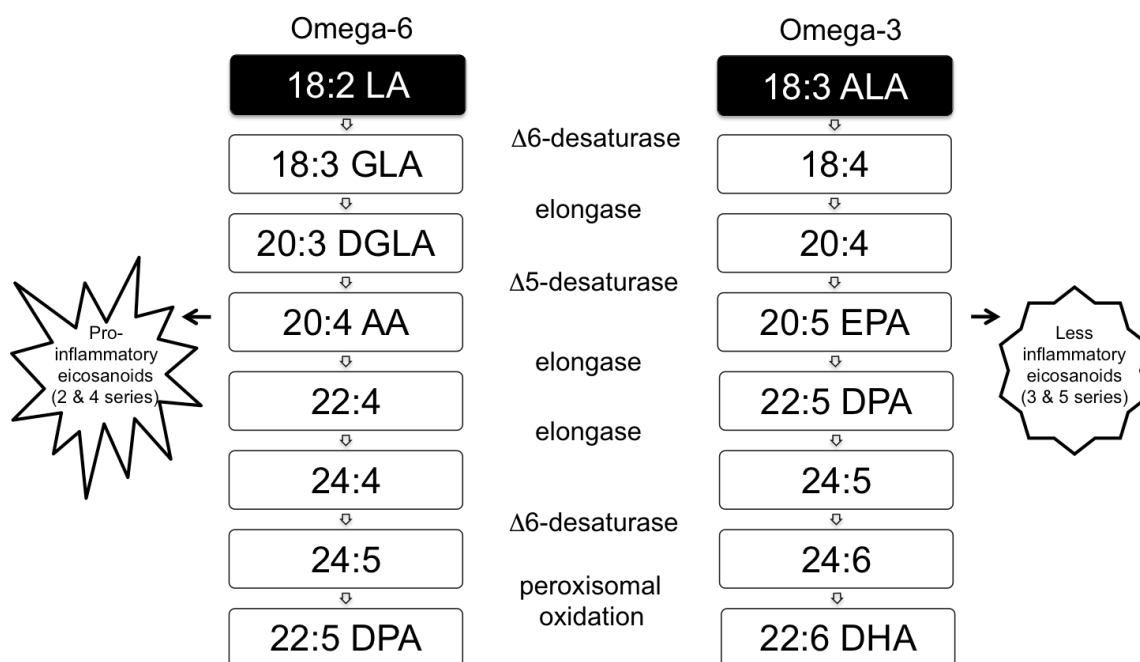 Omega-6
Omega-3
18:2 LA
18:3 ALA
Δ6-desaturase
18:3 GLA
18:4
elongase
20:3 DGLA
20:4
Δ5-desaturase
20:4 AA
20:5 EPA
Pro-
inflammatory
eicosanoids
(2 & 4 series)
Less
inflammatory
eicosanoids
(3 & 5 series)
elongase
22:4
22:5 DPA
elongase
24:4
24:5
Δ6-desaturase
24:5
24:6
peroxisomal
oxidation
22:5 DPA
22:6 DHA